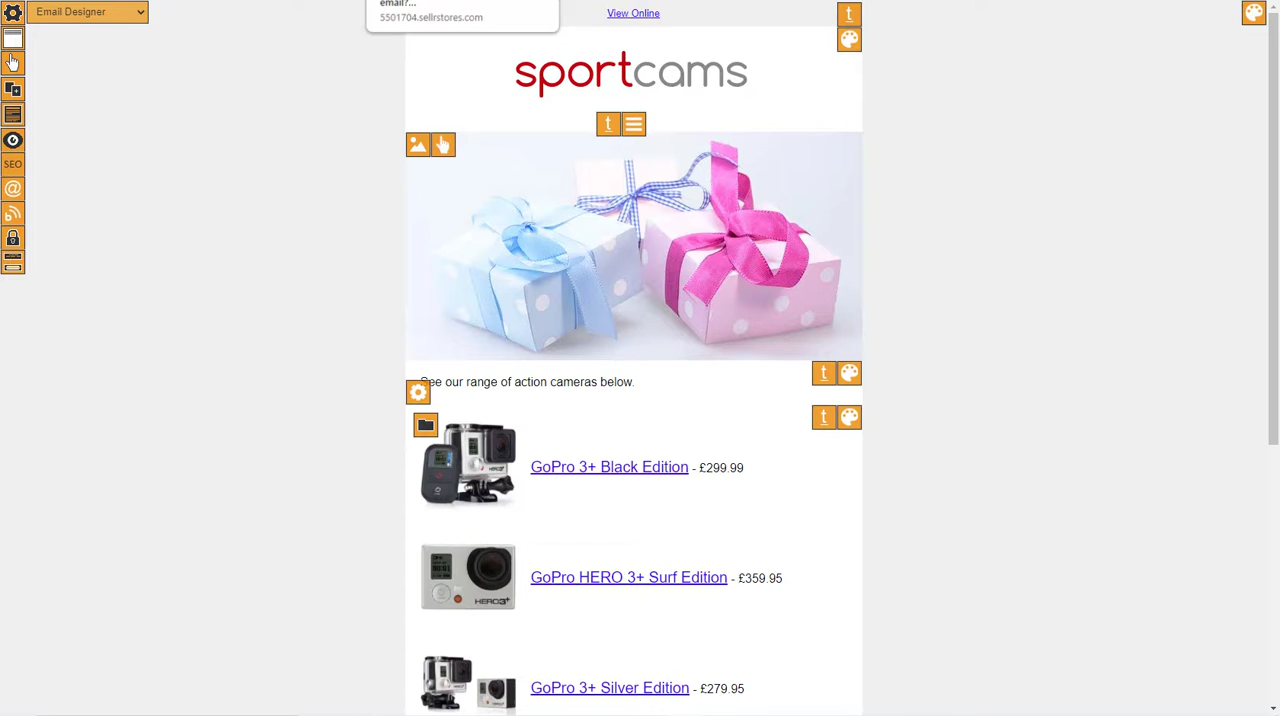 Email Designer
email?...
5501704.sellrstores.com
View Online
t
sportcams
t
SEO
@
t
See our range of action cameras below.
t
GoPro 3+ Black Edition - £299.99
GoPro HERO 3+ Surf Edition - £359.95
HERO3+
GoPro 3+ Silver Edition - £279.95